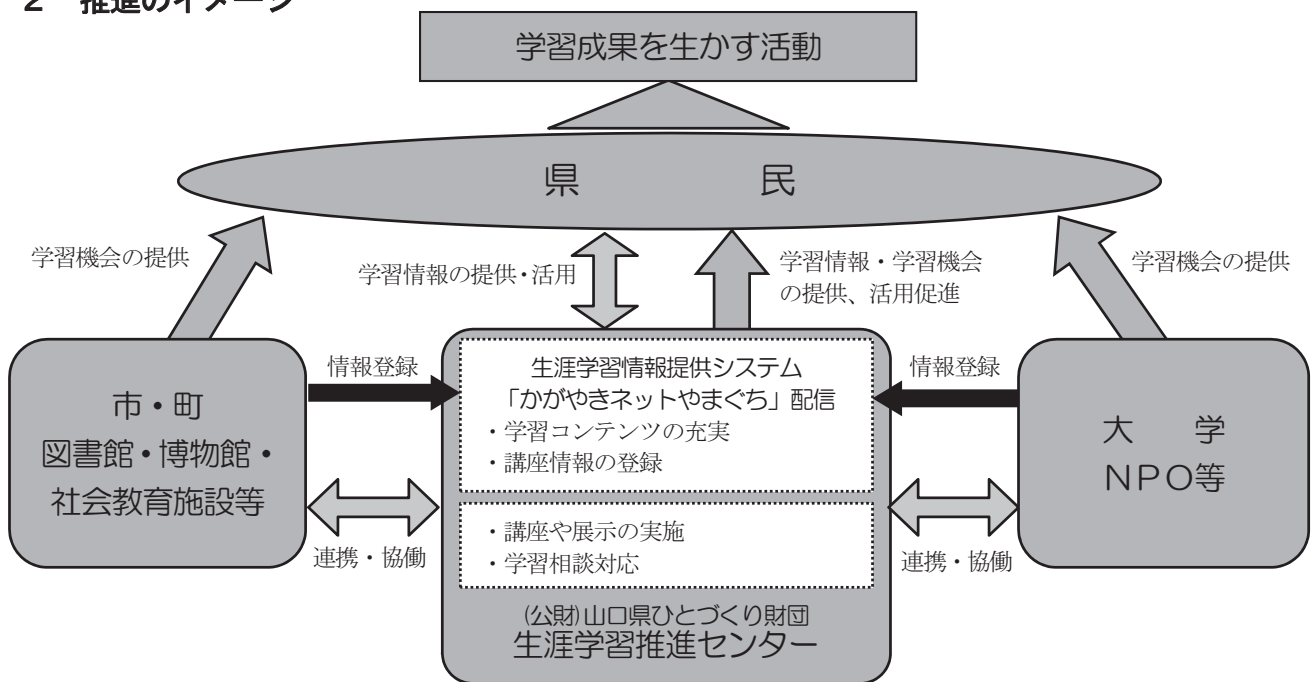 2 推進のイメージ
学習成果を生かす活動
県 民
学習機会の提供
学習情報の提供・活用
学習情報・学習機会
の提供、活用促進
学習機会の提供
市・町
図書館・博物館・
社会教育施設等
情報登録
生涯学習情報提供システム
「かがやきネットやまぐち」配信
・学習コンテンツの充実
・講座情報の登録
情報登録
大 学
NPO等
連携・協働
・講座や展示の実施
・学習相談対応
連携・協働
(公財)山口県ひとづくり財団
生涯学習推進センター